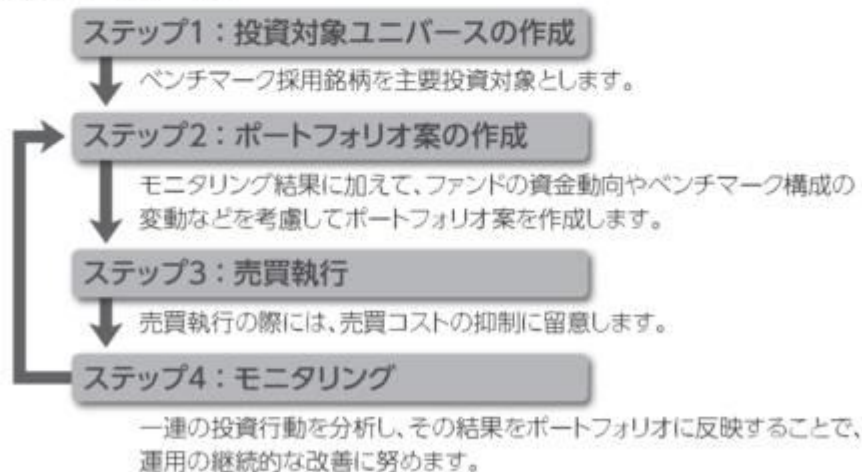 ステップ1：投資対象ユニバースの作成
ベンチマーク採用銘柄を主要投資対象とします。
ステップ2：ポートフォリオ案の作成
モニタリング結果に加えて、ファンドの資金動向やベンチマーク構成の
変動などを考慮してポートフォリオ案を作成します。
ステップ3：売買執行
売買執行の際には、売買コストの抑制に留意します。
ステップ4：モニタリング
一連の投資行動を分析し、その結果をポートフォリオに反映することで、
運用の継続的な改善に努めます。